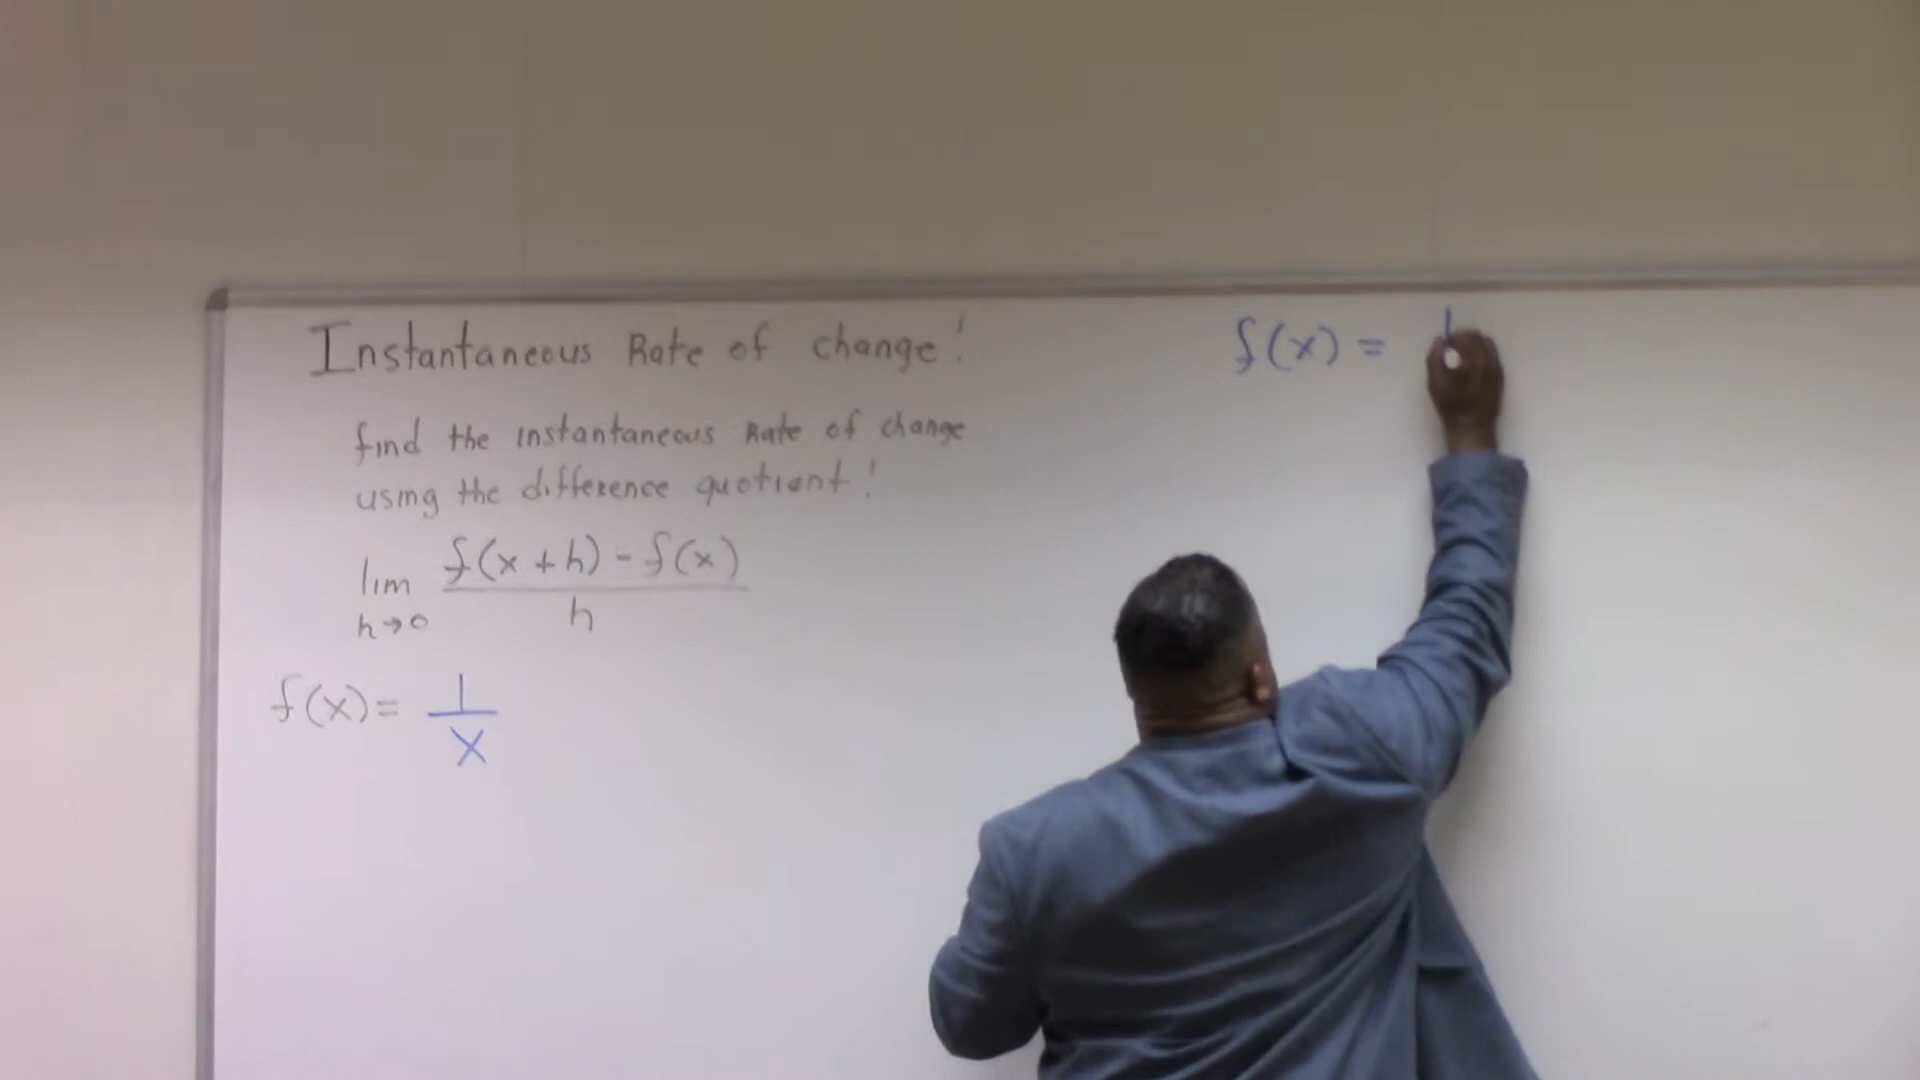 Instantaneous Rate of change!
find the instantaneous Rate of change
using the difference quotient!
lim f(x+h) - f(x)
h→0 h
f(x) = 1
x
f(x) =